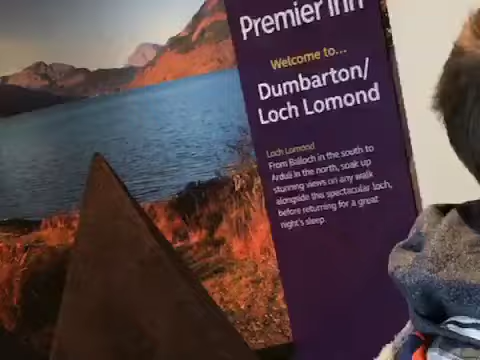 Premier Inn
Welcome to...
Dumbarton/
Loch Lomond
Loch Lomond
From Balloch in the south to
Ardui in the north, soak up
stunning views on any walk
alongside this spectacular loch,
before returning for a great
night's sleep